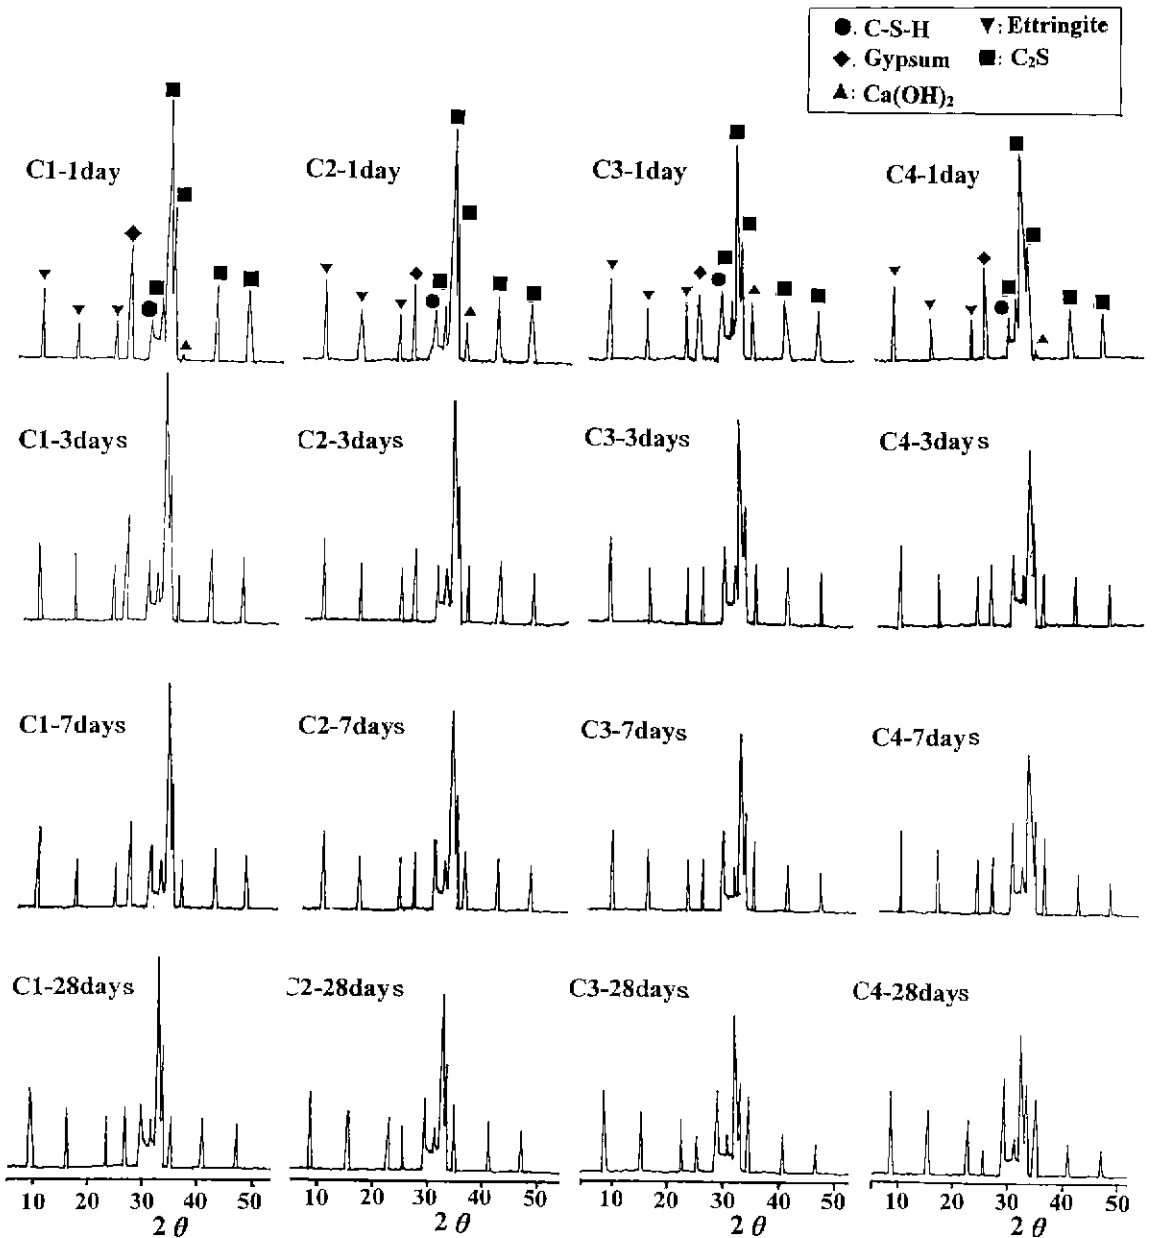 ●: C-S-H ▼: Ettringite
◆: Gypsum ■: C₂S
▲: Ca(OH)₂
C1-1day C2-1day C3-1day C4-1day
C1-3days C2-3days C3-3days C4-3days
C1-7days C2-7days C3-7days C4-7days
C1-28days C2-28days C3-28days C4-28days
10 20 30 40 50 10 20 30 40 50 10 20 30 40 50 10 20 30 40 50
2 θ 2 θ 2 θ 2 θ